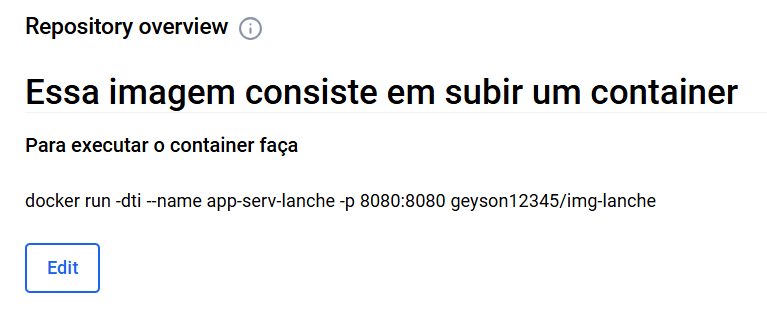 Repository overview
Essa imagem consiste em subir um container
Para executar o container faça
docker run -dti --name app-serv-lanche -p 8080:8080 geyson12345/img-lanche
Edit